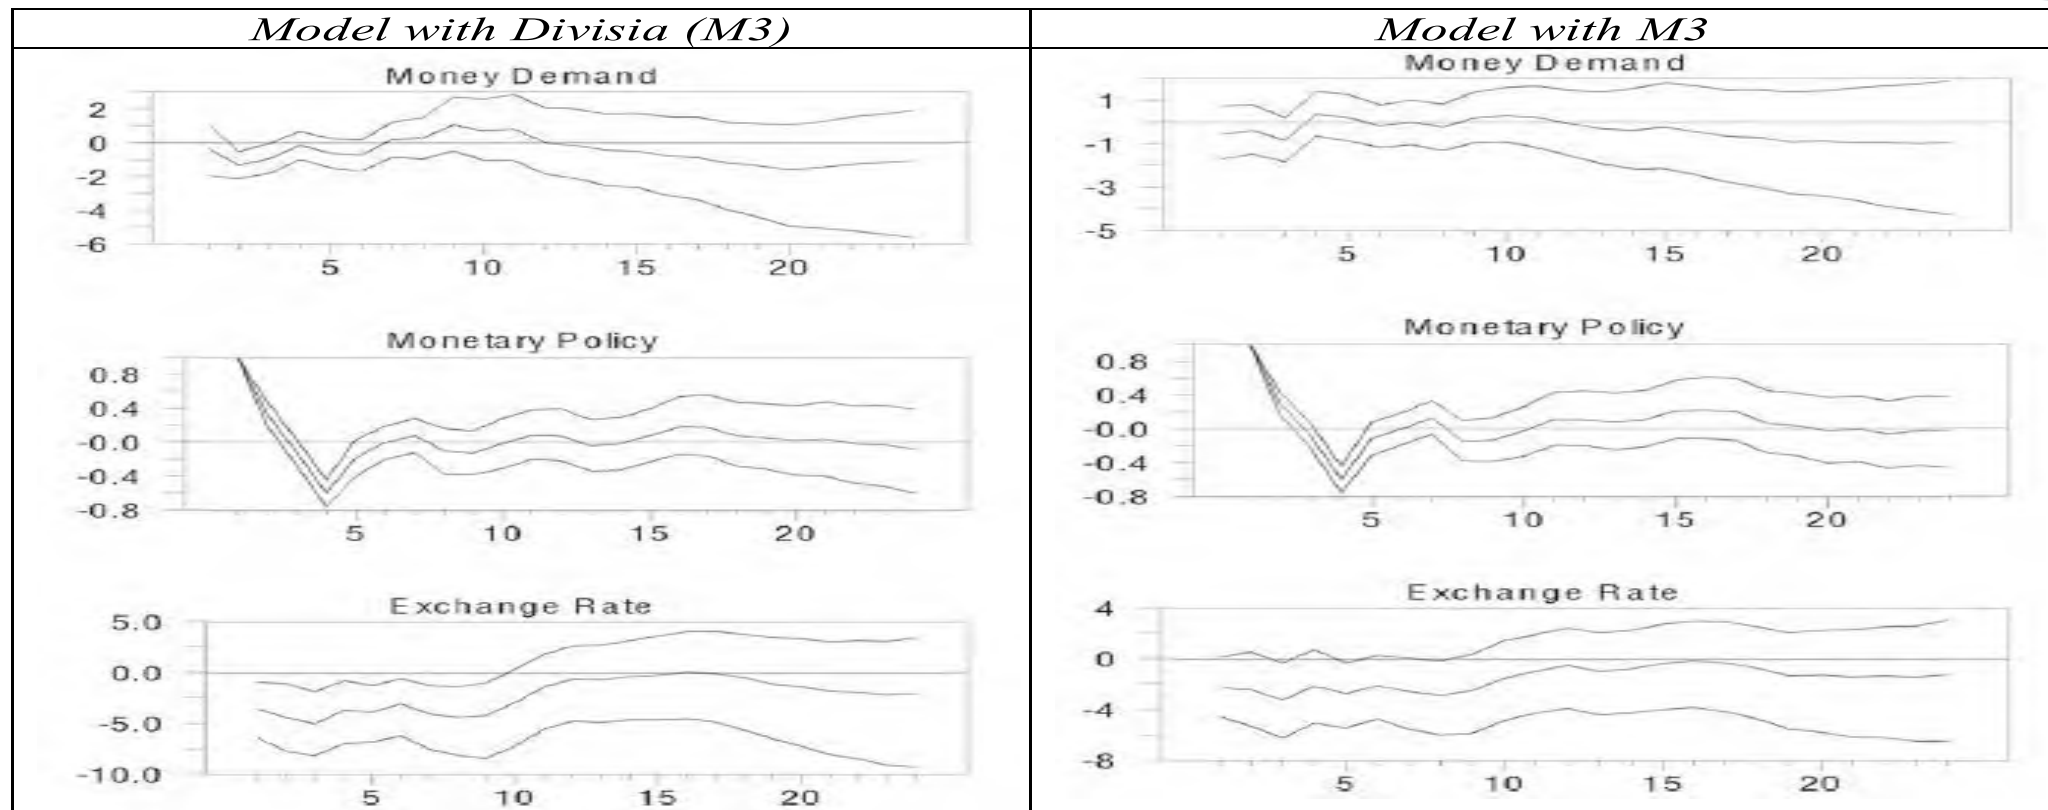 Model with Divisia (M3)
Money Demand
2
0
-2
-4
-6
5 10 15 20
Monetary Policy
0.8
0.4
-0.0
-0.4
-0.8
5 10 15 20
Exchange Rate
5.0
0.0
-5.0
-10.0
5 10 15 20
Model with M3
Money Demand
1
-1
-3
-5
5 10 15 20
Monetary Policy
0.8
0.4
-0.0
-0.4
-0.8
5 10 15 20
Exchange Rate
4
0
-4
-8
5 10 15 20